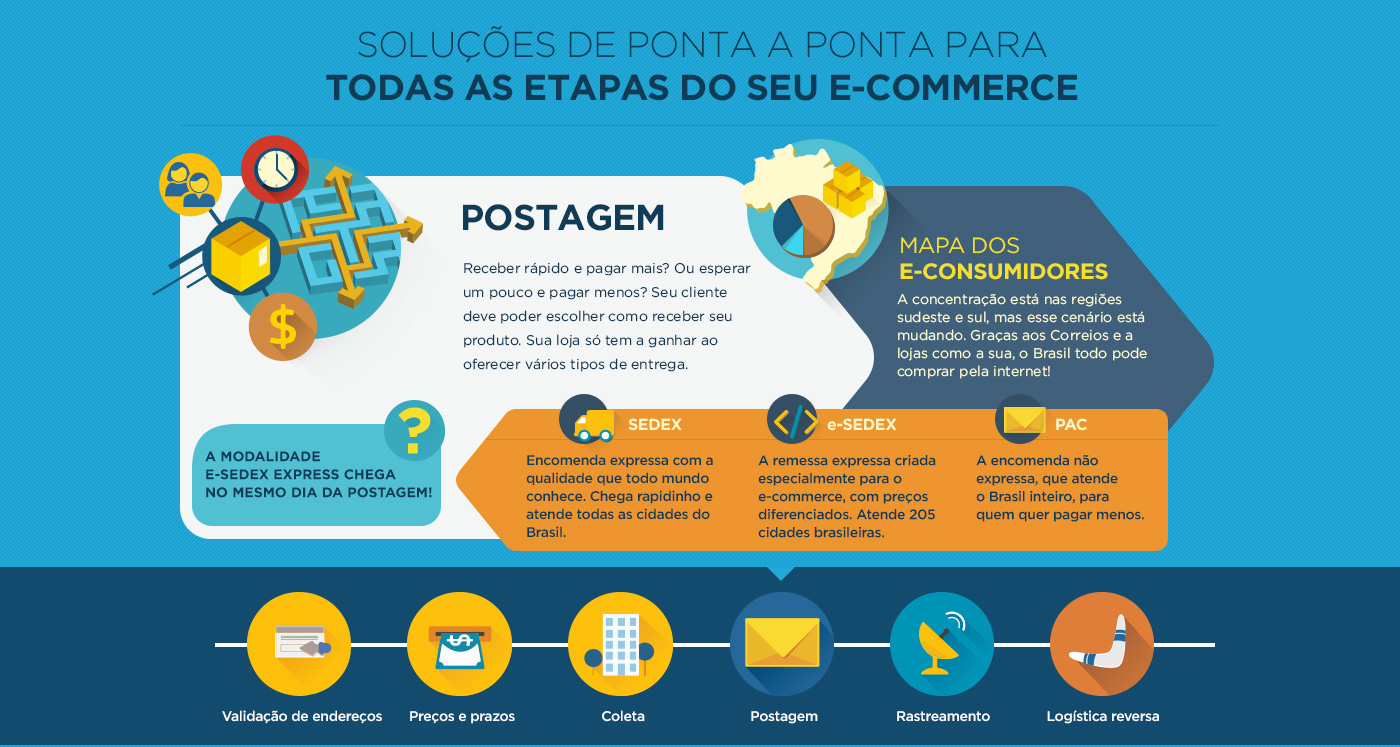 SOLUÇÕES DE PONTA A PONTA PARA
TODAS AS ETAPAS DO SEU E-COMMERCE
POSTAGEM
Receber rápido e pagar mais? Ou esperar
um pouco e pagar menos? Seu cliente
deve poder escolher como receber seu
produto. Sua loja só tem a ganhar ao
oferecer vários tipos de entrega.
MAPA DOS
E-CONSUMIDORES
A concentração está nas regiões
sudeste e sul, mas esse cenário está
mudando. Graças aos Correios e a
lojas como a sua, o Brasil todo pode
comprar pela internet!
?
A MODALIDADE
E-SEDEX EXPRESS CHEGA
NO MESMO DIA DA POSTAGEM!
SEDEX
Encomenda expressa com a
qualidade que todo mundo
conhece. Chega rapidinho e
atende todas as cidades do
Brasil.
</> e-SEDEX
A remessa expressa criada
especialmente para o
e-commerce, com preços
diferenciados. Atende 205
cidades brasileiras.
PAC
A encomenda não
expressa, que atende
o Brasil inteiro, para
quem quer pagar menos.
$
$
Validação de endereços
Preços e prazos
Coleta
Postagem
Rastreamento
Logística reversa